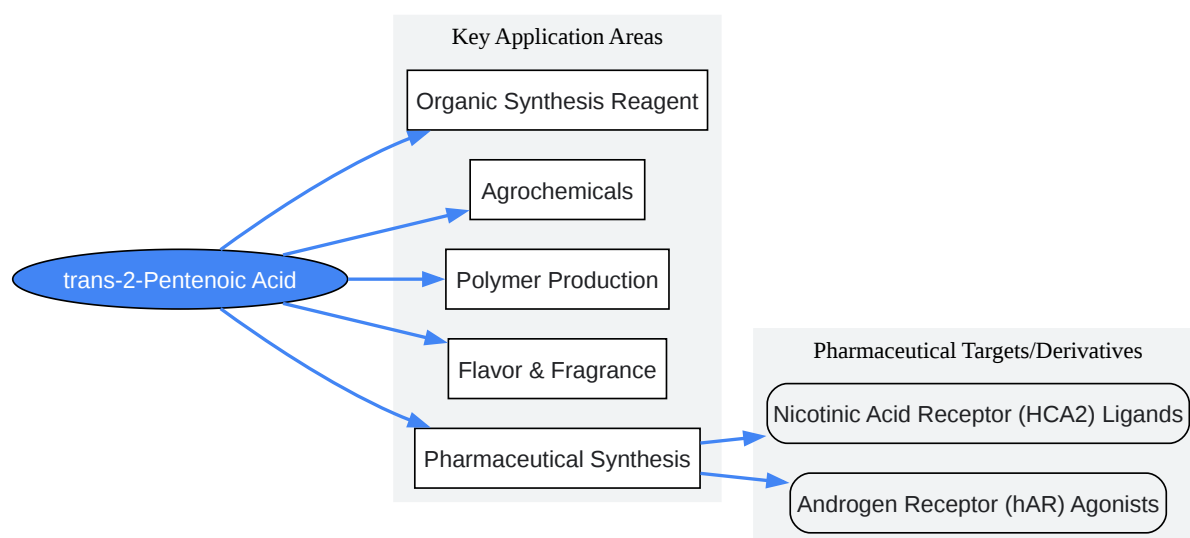 Key Application Areas
Organic Synthesis Reagent
Agrochemicals
trans-2-Pentenoic Acid
Polymer Production
Flavor & Fragrance
Pharmaceutical Synthesis
Pharmaceutical Targets/Derivatives
Nicotinic Acid Receptor (HCA2) Ligands
Androgen Receptor (hAR) Agonists